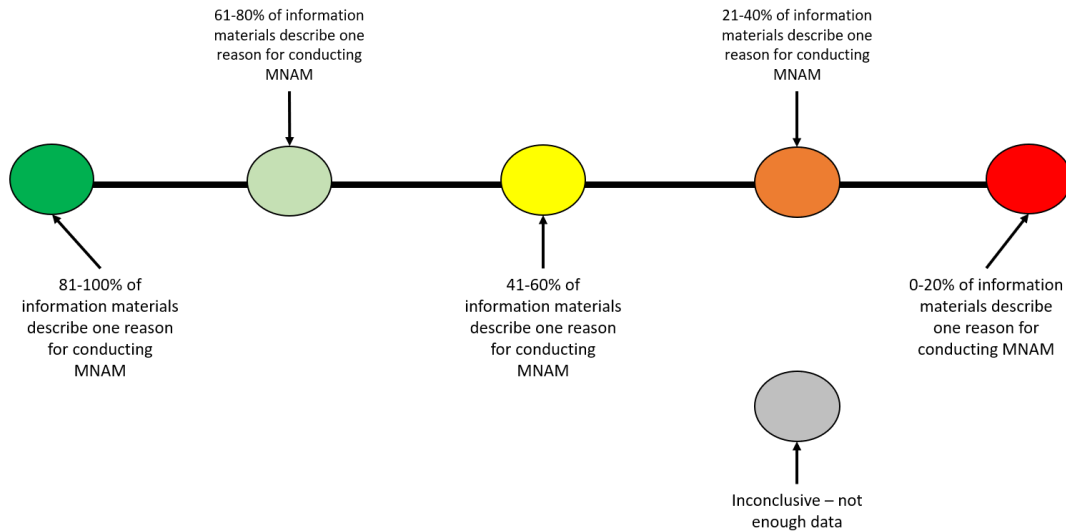 61-80% of information
materials describe one
reason for conducting
MNAM
21-40% of information
materials describe one
reason for conducting
MNAM
81-100% of
information materials
describe one reason
for conducting
MNAM
41-60% of
information materials
describe one reason
for conducting
MNAM
0-20% of information
materials describe
one reason for
conducting MNAM
Inconclusive – not
enough data